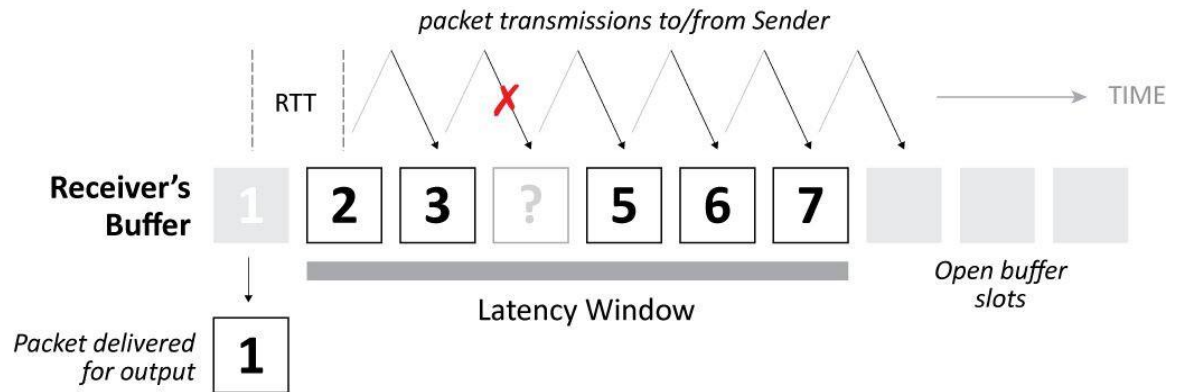 packet transmissions to/from Sender
RTT
TIME
Receiver's
Buffer
1
2
3
?
5
6
7
Open buffer
slots
Latency Window
Packet delivered
for output
1